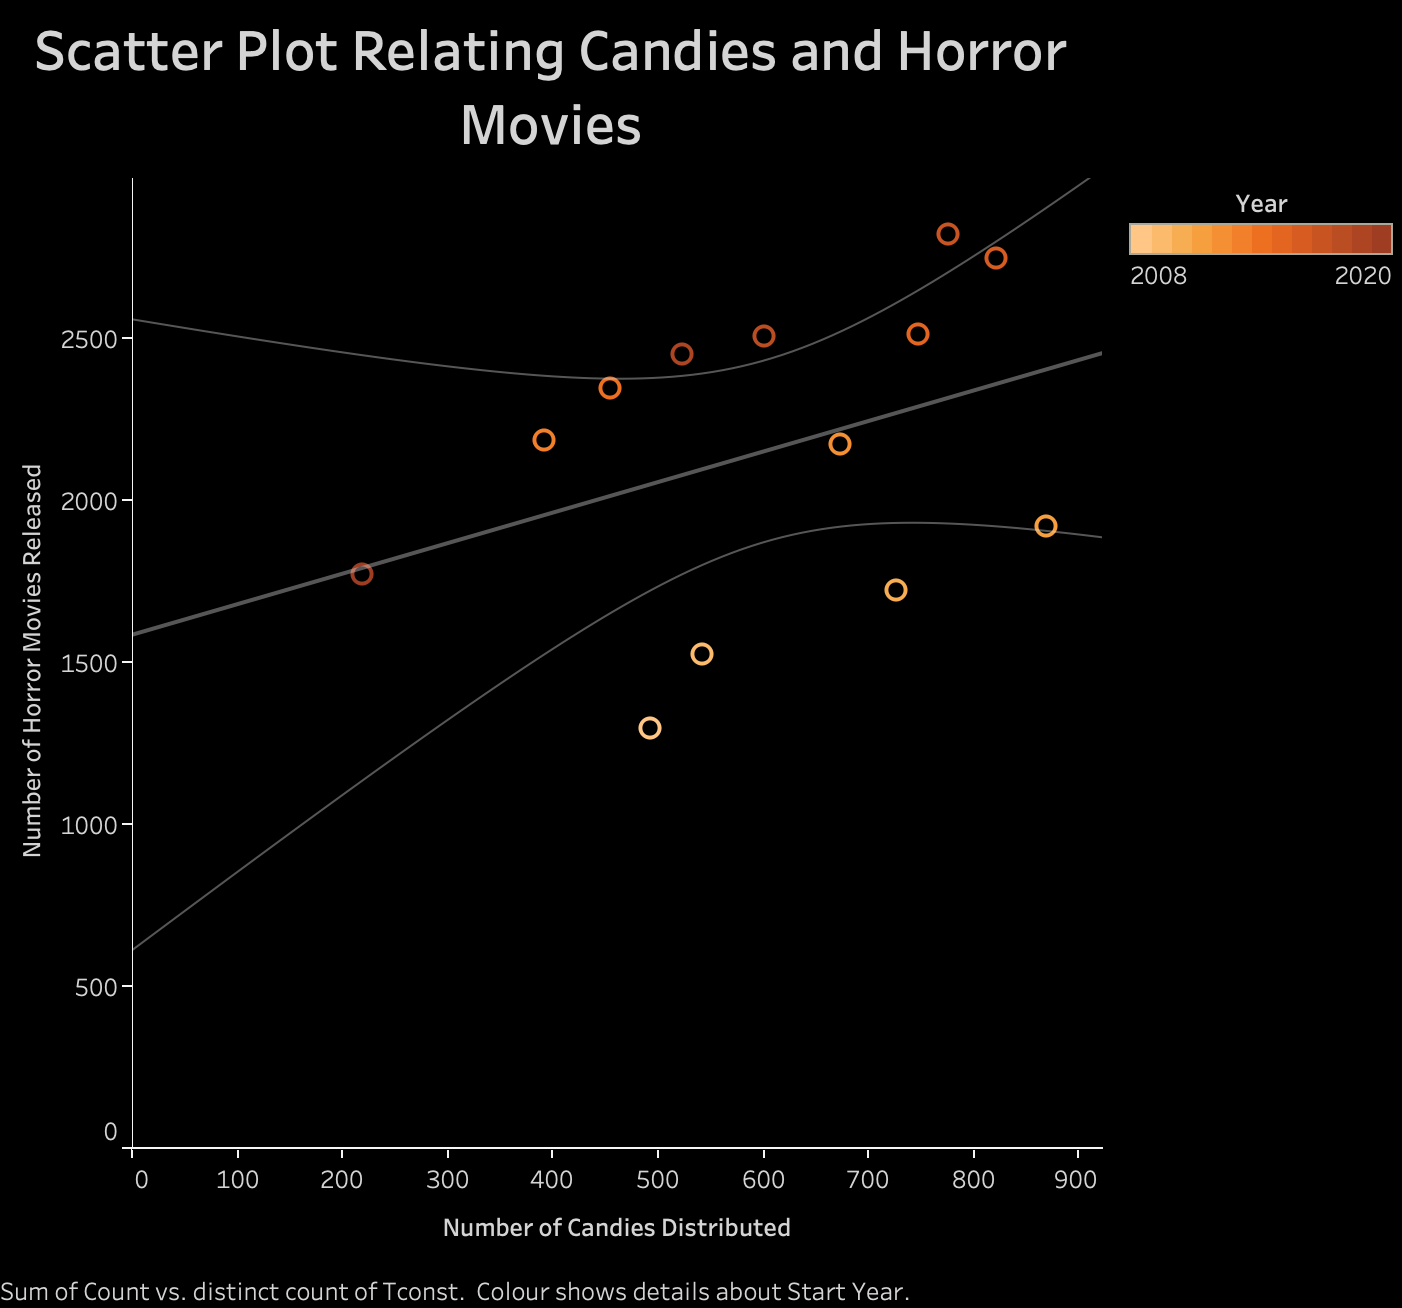 Scatter Plot Relating Candies and Horror
Movies
Year
2008 2020
Number of Horror Movies Released
2500
2000
1500
1000
500
0
0 100 200 300 400 500 600 700 800 900
Number of Candies Distributed
Sum of Count vs. distinct count of Tconst.  Colour shows details about Start Year.